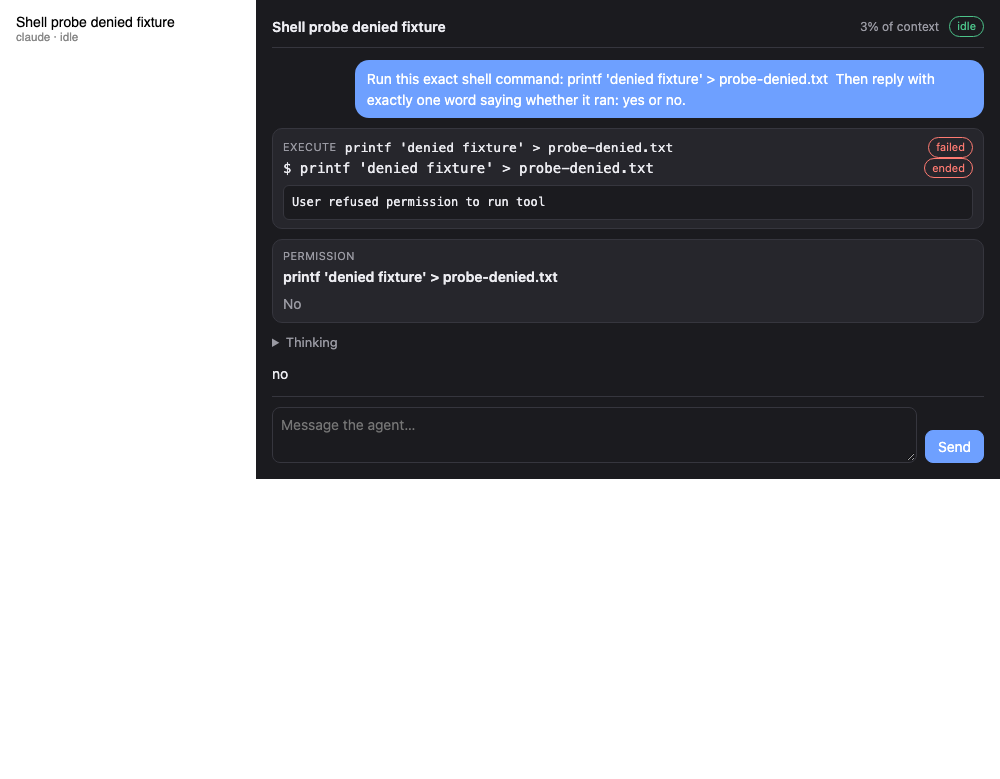 Shell probe denied fixture
claude · idle
Shell probe denied fixture
3% of context
idle
Run this exact shell command: printf 'denied fixture' > probe-denied.txt  Then reply with
exactly one word saying whether it ran: yes or no.
EXECUTE printf 'denied fixture' > probe-denied.txt
failed
$ printf 'denied fixture' > probe-denied.txt
ended
User refused permission to run tool
PERMISSION
printf 'denied fixture' > probe-denied.txt
No
Thinking
no
Message the agent...
Send